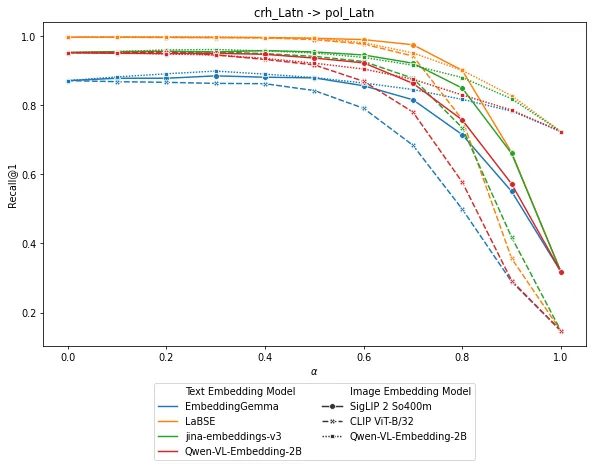 crh_Latn -> pol_Latn
1.0
0.8
0.6
0.4
0.2
Recall@1
0.0 0.2 0.4 0.6 0.8 1.0
α
Text Embedding Model Image Embedding Model
EmbeddingGemma SigLIP 2 So400m
LaBSE CLIP ViT-B/32
jina-embeddings-v3 Qwen-VL-Embedding-2B
Qwen-VL-Embedding-2B